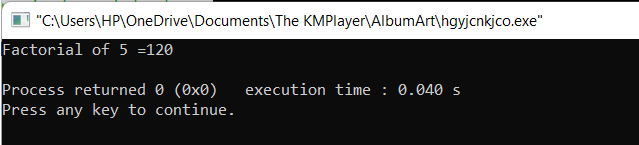 "C:\Users\HP\OneDrive\Documents\The KMPlayer\AlbumArt\hgyjcnkjco.exe"
Factorial of 5 =120
Process returned 0 (0x0)   execution time : 0.040 s
Press any key to continue.